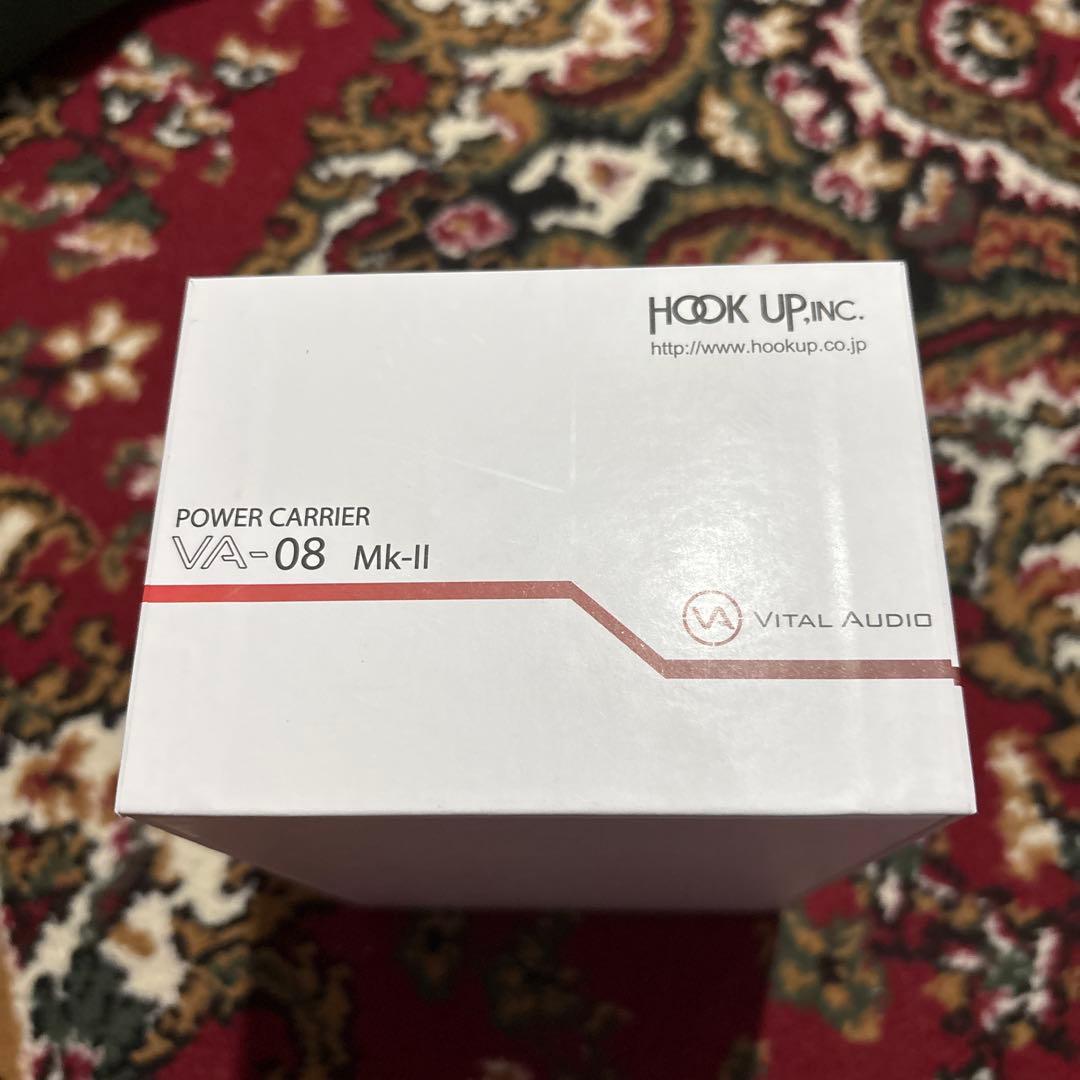 HOOK UP,INC.
http://www.hookup.co.jp
POWER CARRIER
VA-08 Mk-II
VA VITAL AUDIO